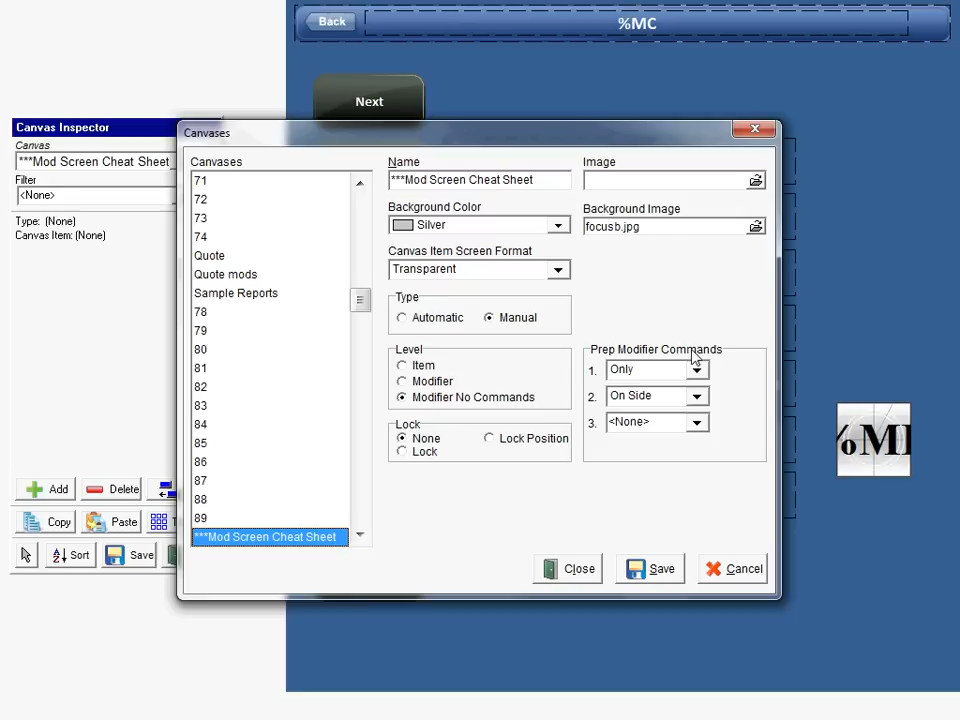 Back
%MC
Next
Canvas Inspector
Canvas
***Mod Screen Cheat Sheet
Filter
<None>
Type: (None)
Canvas Item: (None)
Add
Delete
Copy
Paste
Sort
Save
Canvases
Canvases
71
72
73
74
Quote
Quote mods
Sample Reports
78
79
80
81
82
83
84
85
86
87
88
89
***Mod Screen Cheat Sheet
Name
***Mod Screen Cheat Sheet
Background Color
Silver
Canvas Item Screen Format
Transparent
Type
Automatic
Manual
Level
Item
Modifier
Modifier No Commands
Lock
None
Lock Position
Lock
Image
Background Image
focusb.jpg
Prep Modifier Commands
1. Only
2. On Side
3. <None>
Close
Save
Cancel